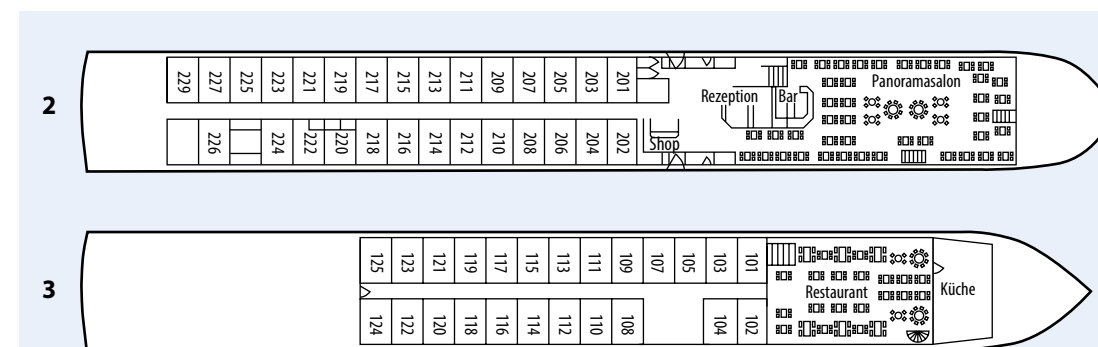 2
229 227 225 223 221 219 217 215 213 211 209 207 205 203 201
Rezeption Bar Panoramasalon
226 224 222 220 218 216 214 212 210 208 206 204 202
Shop
3
125 123 121 119 117 115 113 111 109 107 105 103 101
Restaurant Küche
124 122 120 118 116 114 112 110 108 104 102